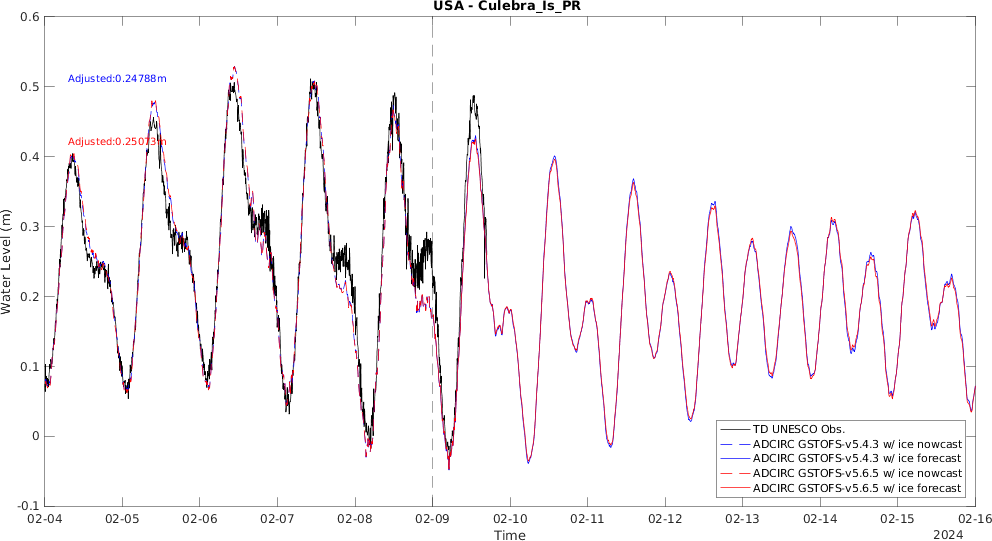 USA - Culebra_Is_PR
0.6
0.5
0.4
0.3
0.2
0.1
0
-0.1
Water Level (m)
Adjusted:0.24788m
Adjusted:0.25073m
TD UNESCO Obs.
ADCIRC GSTOFS-v5.4.3 w/ ice nowcast
ADCIRC GSTOFS-v5.4.3 w/ ice forecast
ADCIRC GSTOFS-v5.6.5 w/ ice nowcast
ADCIRC GSTOFS-v5.6.5 w/ ice forecast
02-04 02-05 02-06 02-07 02-08 02-09 02-10 02-11 02-12 02-13 02-14 02-15 02-16
Time
2024